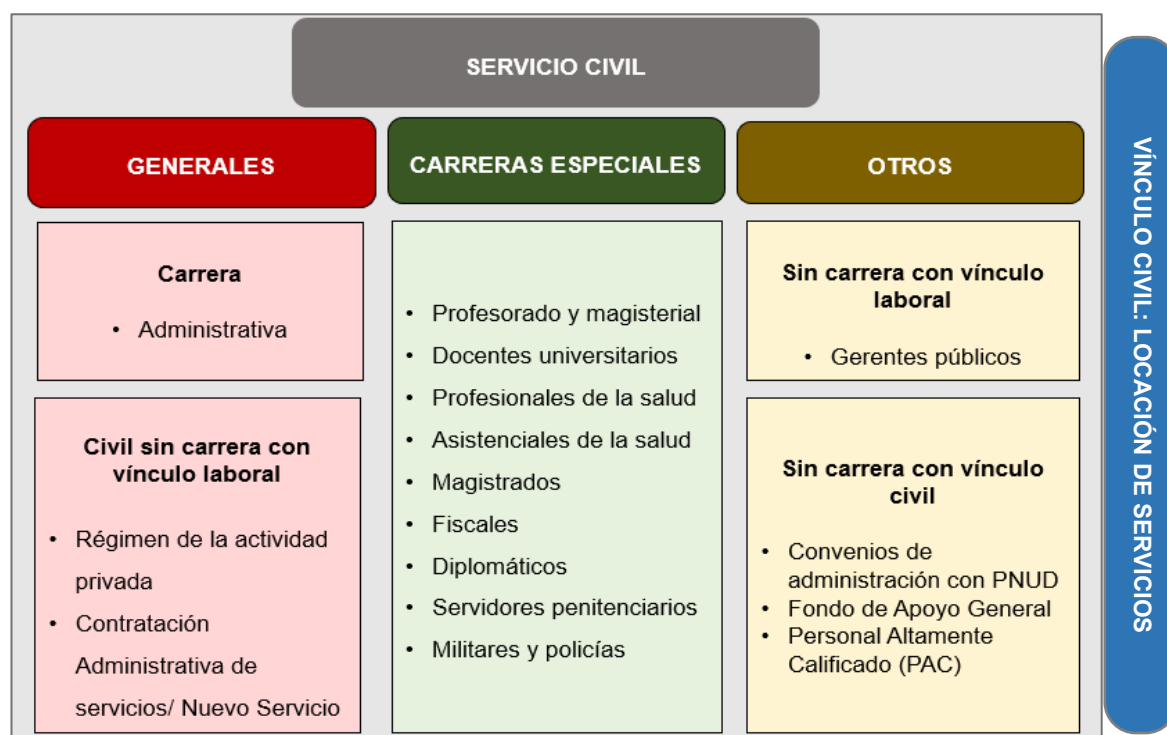 SERVICIO CIVIL
GENERALES
Carrera
• Administrativa
Civil sin carrera con
vínculo laboral
• Régimen de la actividad
privada
• Contratación
Administrativa de
servicios/ Nuevo Servicio
CARRERAS ESPECIALES
• Profesorado y magisterial
• Docentes universitarios
• Profesionales de la salud
• Asistenciales de la salud
• Magistrados
• Fiscales
• Diplomáticos
• Servidores penitenciarios
• Militares y policías
OTROS
Sin carrera con vínculo
laboral
• Gerentes públicos
Sin carrera con vínculo
civil
• Convenios de
administración con PNUD
• Fondo de Apoyo General
• Personal Altamente
Calificado (PAC)
VÍNCULO CIVIL: LOCACIÓN DE SERVICIOS